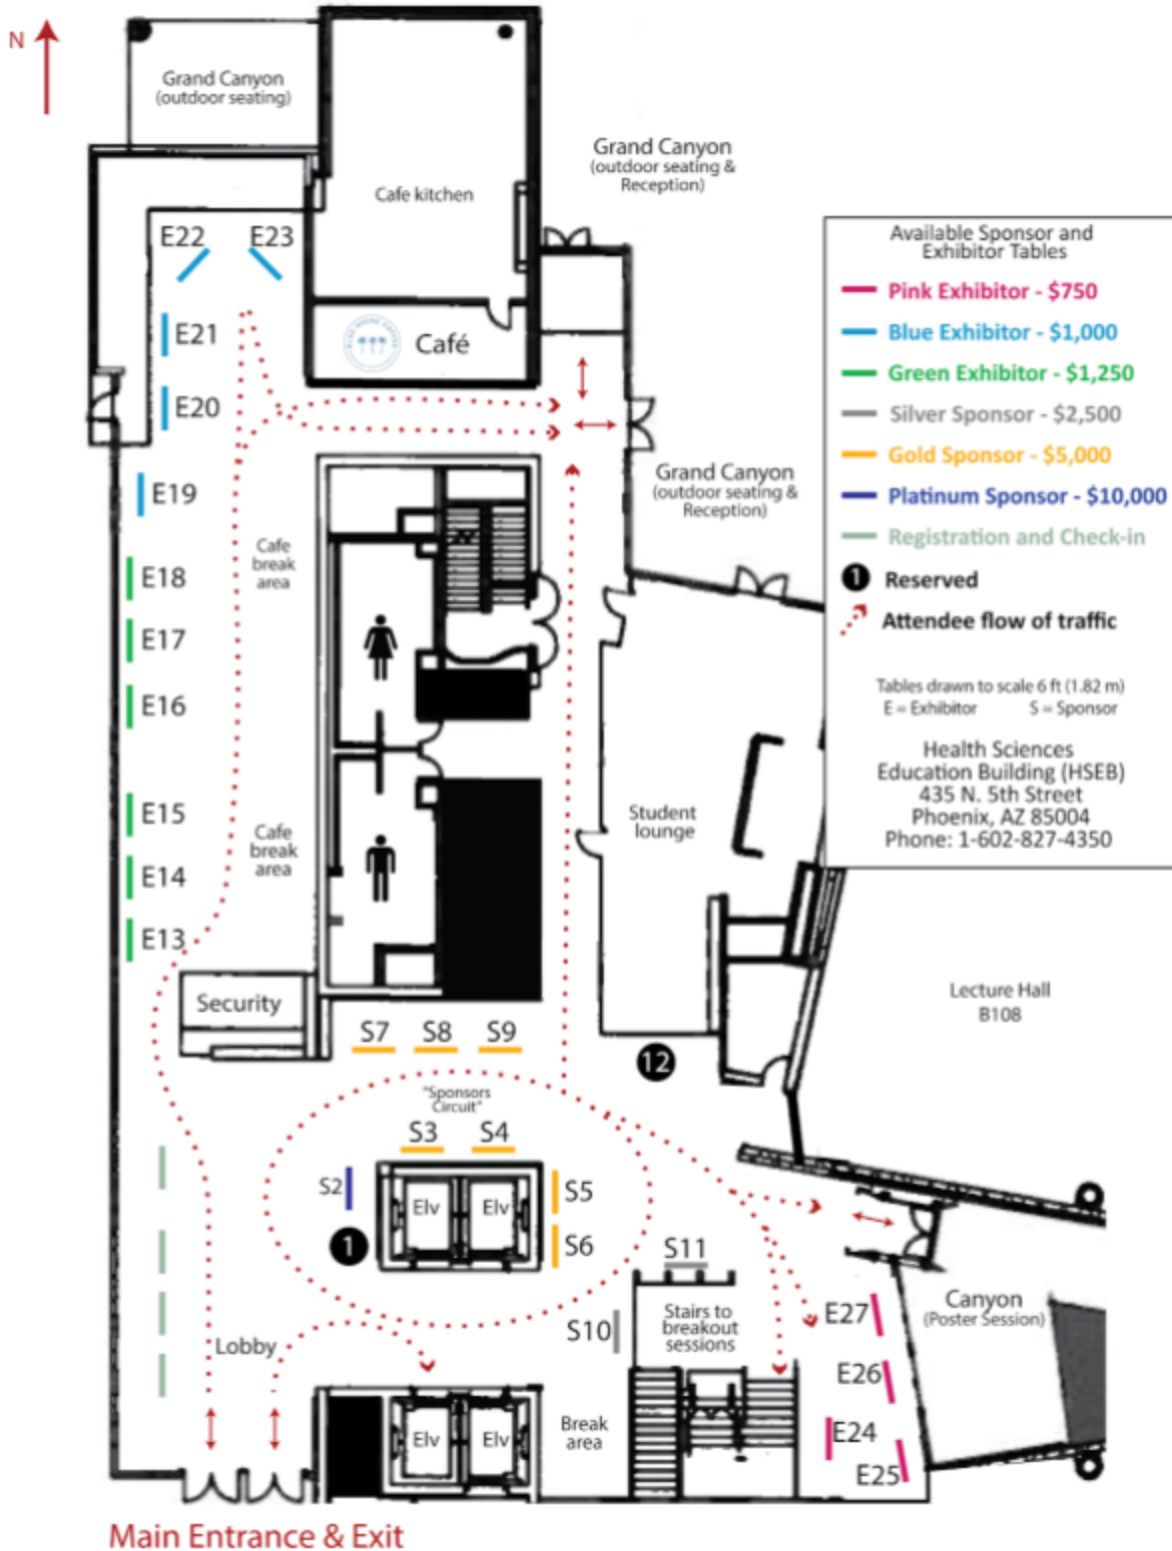 N
Grand Canyon
(outdoor seating)
Cafe kitchen
Grand Canyon
(outdoor seating &
Reception)
E22
E23
E21
E20
Café
E19
Grand Canyon
(outdoor seating &
Reception)
Available Sponsor and
Exhibitor Tables
Pink Exhibitor - $750
Blue Exhibitor - $1,000
Green Exhibitor - $1,250
Silver Sponsor - $2,500
Gold Sponsor - $5,000
Platinum Sponsor - $10,000
Registration and Check-in
1 Reserved
Attendee flow of traffic
Tables drawn to scale 6 ft (1.82 m)
E = Exhibitor S = Sponsor
Health Sciences
Education Building (HSEB)
435 N. 5th Street
Phoenix, AZ 85004
Phone: 1-602-827-4350
Cafe
break
area
E18
E17
E16
E15
E14
E13
Cafe
break
area
Student
lounge
Security
Lecture Hall
B108
S7
S8
S9
12
"Sponsors
Circuit"
S3
S4
S2
Elv
Elv
S5
S6
1
S11
S10
Stairs to
breakout
sessions
Lobby
Canyon
(Poster Session)
E27
E26
E24
E25
Elv
Elv
Break
area
Main Entrance & Exit